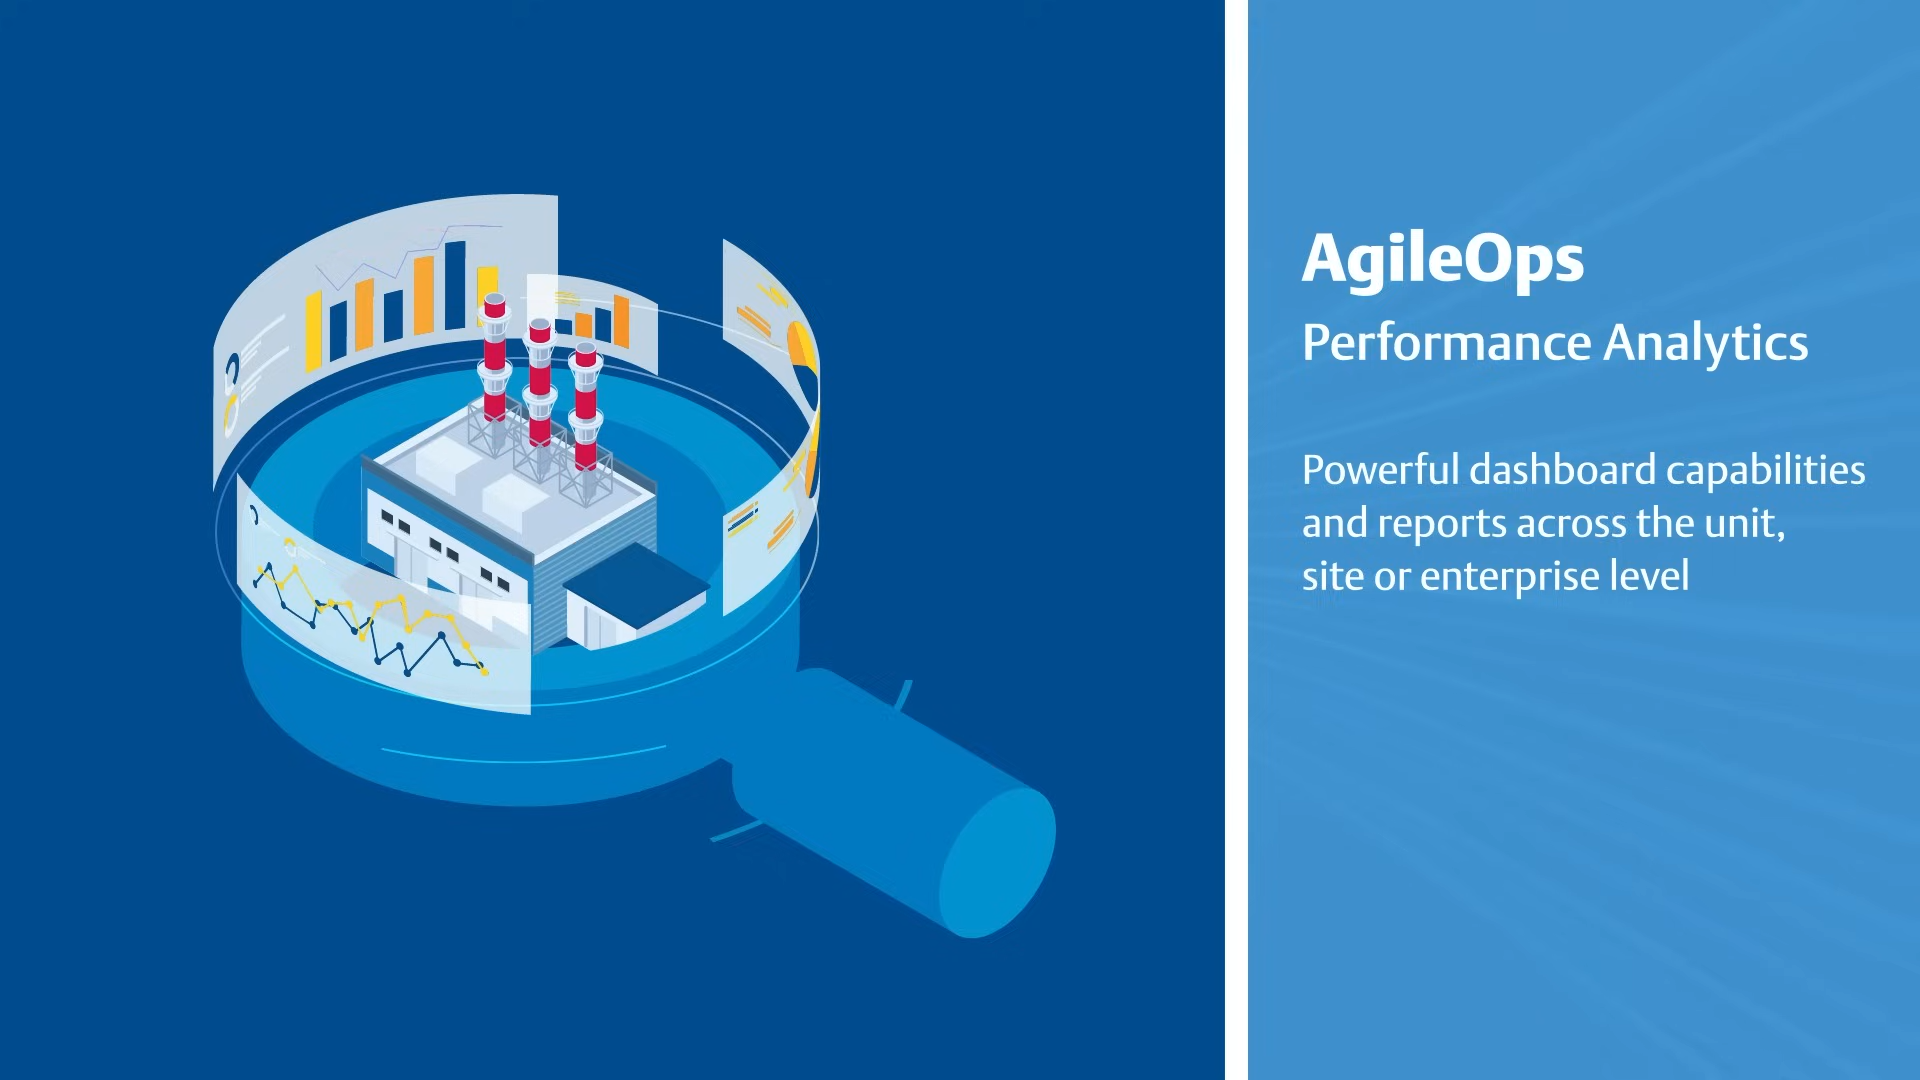 AgileOps
Performance Analytics
Powerful dashboard capabilities
and reports across the unit,
site or enterprise level